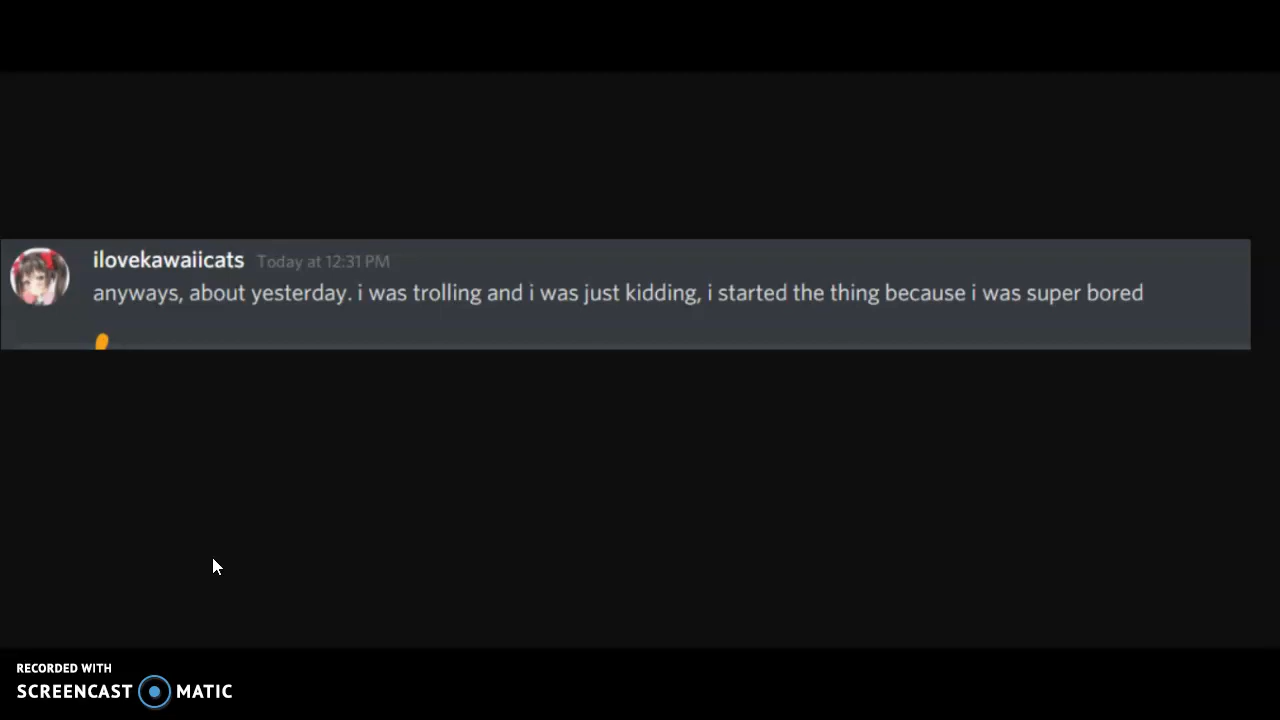 ilovekawaiicats Today at 12:31 PM
anyways, about yesterday. i was trolling and i was just kidding, i started the thing because i was super bored
RECORDED WITH
SCREENCAST MATIC